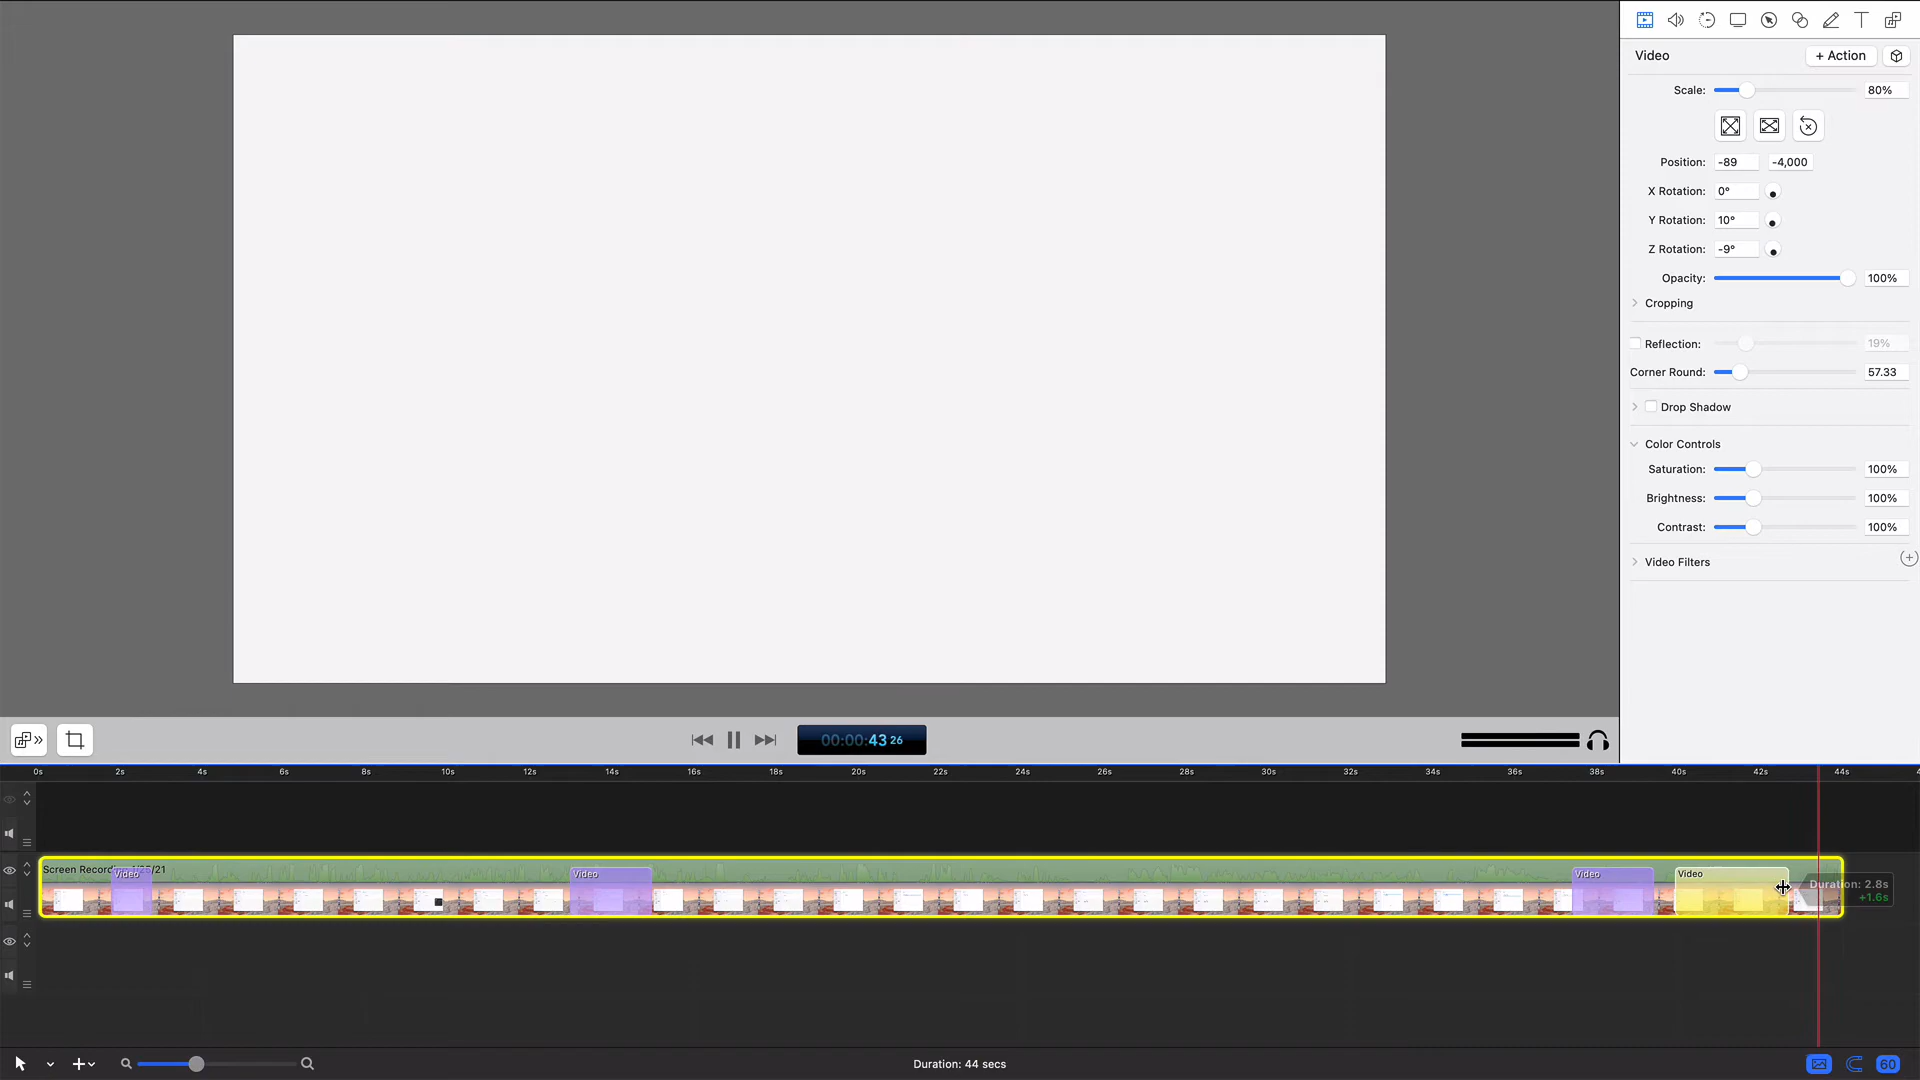 Video
+ Action
Scale:
80%
Position:
-89
-4,000
X Rotation:
0°
Y Rotation:
10°
Z Rotation:
-9°
Opacity:
100%
Cropping
Reflection:
19%
Corner Round:
57.33
Drop Shadow
Color Controls
Saturation:
100%
Brightness:
100%
Contrast:
100%
Video Filters
00:00:43 26
0s 2s 4s 6s 8s 10s 12s 14s 16s 18s 20s 22s 24s 26s 28s 30s 32s 34s 36s 38s 40s 42s 44s
Screen Record
/21
Video
Video
Video
Video
Duration: 2.8s
+1.6s
Duration: 44 secs
60